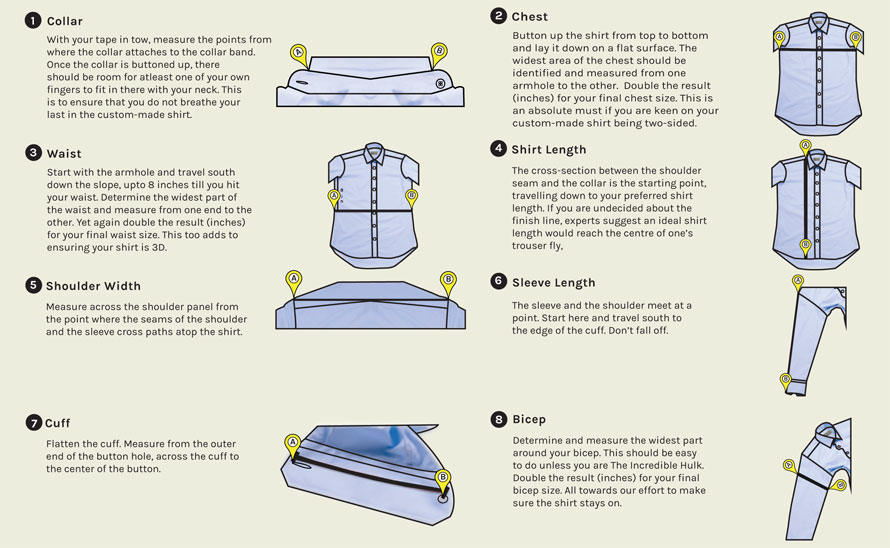 1 Collar
With your tape in tow, measure the points from
where the collar attaches to the collar band.
Once the collar is buttoned up, there
should be room for atleast one of your own
fingers to fit in there with your neck. This
is to ensure that you do not breathe your
last in the custom-made shirt.
A
B
2 Chest
Button up the shirt from top to bottom
and lay it down on a flat surface. The
widest area of the chest should be
identified and measured from one
armhole to the other. Double the result
(inches) for your final chest size. This is
an absolute must if you are keen on your
custom-made shirt being two-sided.
A
B
3 Waist
Start with the armhole and travel south
down the slope, upto 8 inches till you hit
your waist. Determine the widest part of
the waist and measure from one end to the
other. Yet again double the result (inches)
for your final waist size. This too adds to
ensuring your shirt is 3D.
A
B
4 Shirt Length
The cross-section between the shoulder
seam and the collar is the starting point,
travelling down to your preferred shirt
length. If you are undecided about the
finish line, experts suggest an ideal shirt
length would reach the centre of one's
trouser fly,
A
B
5 Shoulder Width
Measure across the shoulder panel from
the point where the seams of the shoulder
and the sleeve cross paths atop the shirt.
A
B
6 Sleeve Length
The sleeve and the shoulder meet at a
point. Start here and travel south to
the edge of the cuff. Don't fall off.
A
B
7 Cuff
Flatten the cuff. Measure from the outer
end of the button hole, across the cuff to
the center of the button.
A
B
8 Bicep
Determine and measure the widest part
around your bicep. This should be easy
to do unless you are The Incredible Hulk.
Double the result (inches) for your final
bicep size. All towards our effort to make
sure the shirt stays on.
A
B